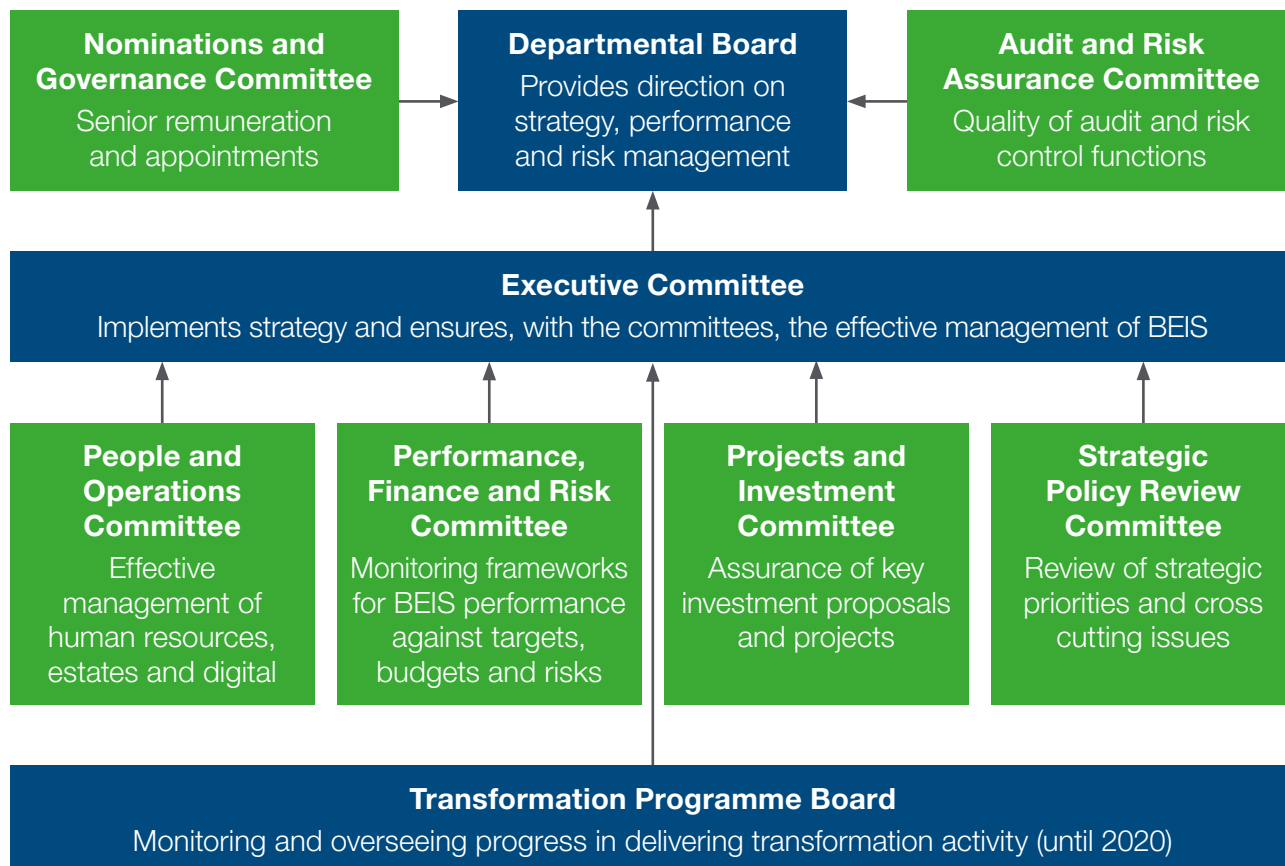 Nominations and
Governance Committee
Senior remuneration
and appointments
Departmental Board
Provides direction on
strategy, performance
and risk management
Audit and Risk
Assurance Committee
Quality of audit and risk
control functions
Executive Committee
Implements strategy and ensures, with the committees, the effective management of BEIS
People and
Operations
Committee
Effective
management of
human resources,
estates and digital
Performance,
Finance and Risk
Committee
Monitoring frameworks
for BEIS performance
against targets,
budgets and risks
Projects and
Investment
Committee
Assurance of key
investment proposals
and projects
Strategic
Policy Review
Committee
Review of strategic
priorities and cross
cutting issues
Transformation Programme Board
Monitoring and overseeing progress in delivering transformation activity (until 2020)